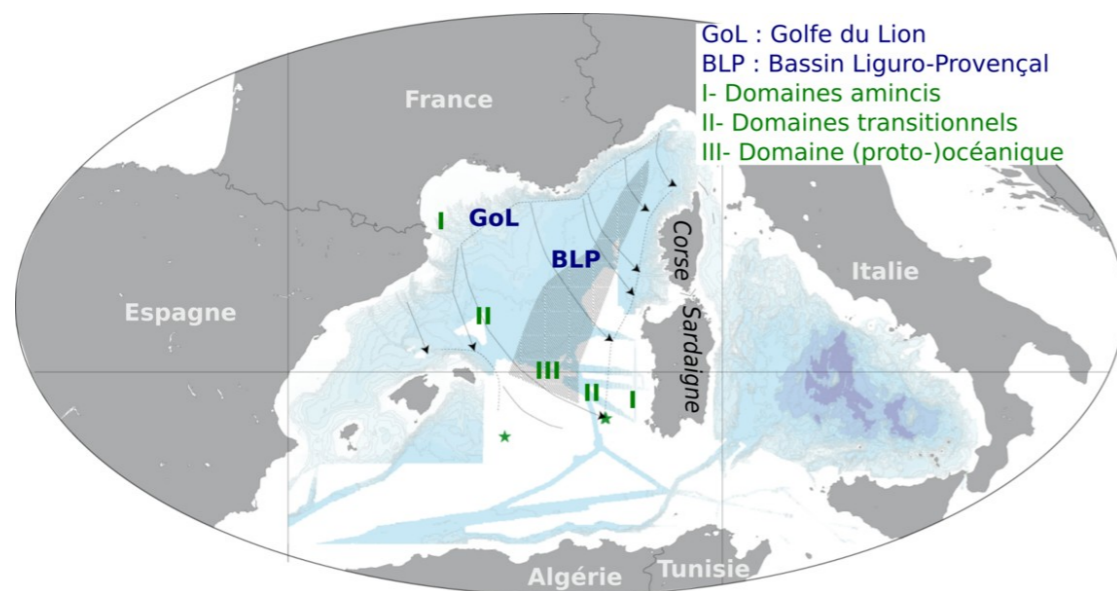 GoL : Golfe du Lion
BLP : Bassin Liguro-Provençal
I- Domaines amincis
II- Domaines transitionnels
III- Domaine (proto-)océanique
France
I
GoL
BLP
Corse
Italie
Espagne
II
Sardaigne
III
II
I
Algérie
Tunisie